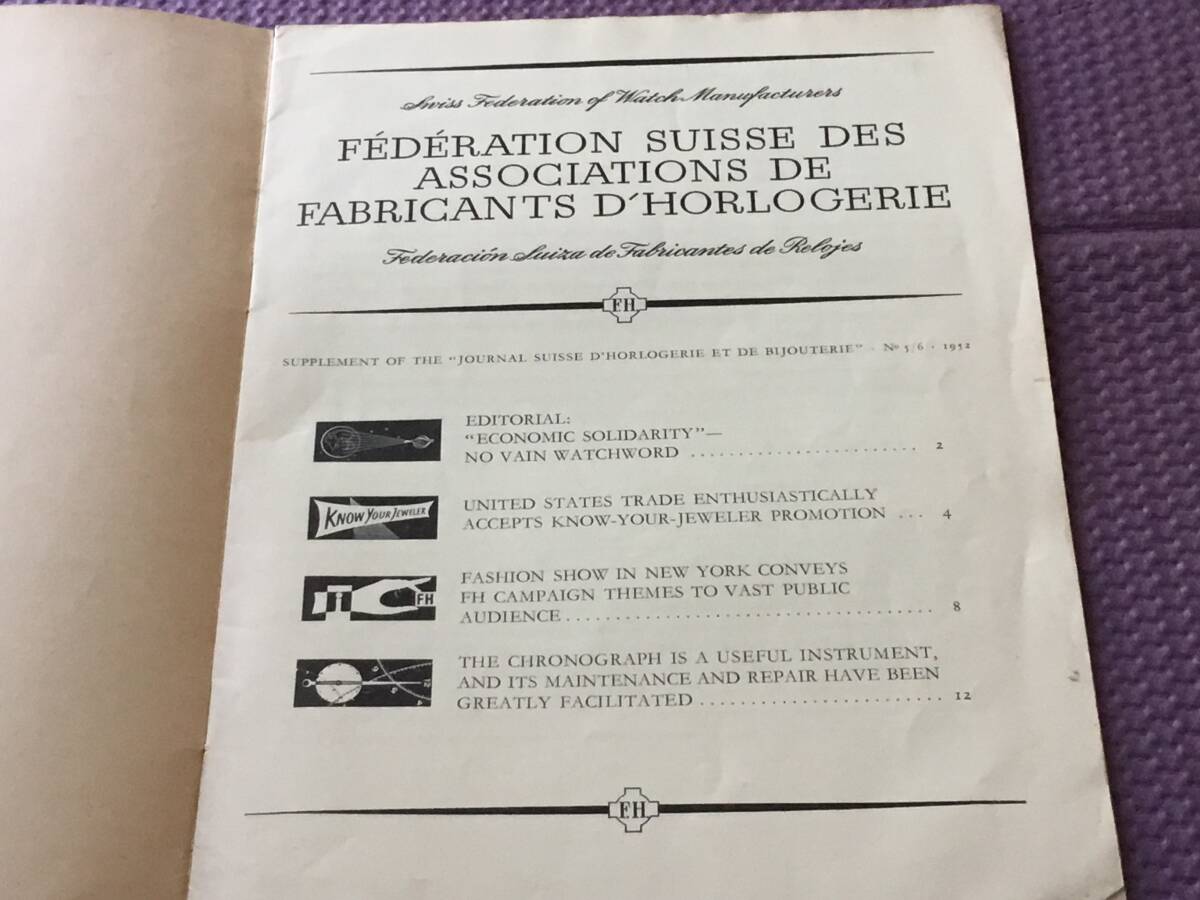 Swiss Federation of Watch Manufacturers
FÉDÉRATION SUISSE DES
ASSOCIATIONS DE
FABRICANTS D'HORLOGERIE
Federación Suiza de Fabricantes de Relojes
FH
SUPPLEMENT OF THE "JOURNAL SUISSE D'HORLOGERIE ET DE BIJOUTERIE" · Nº 5/6 · 1952
EDITORIAL:
"ECONOMIC SOLIDARITY"—
NO VAIN WATCHWORD ........................ 2
KNOW YOUR JEWELER
UNITED STATES TRADE ENTHUSIASTICALLY
ACCEPTS KNOW-YOUR-JEWELER PROMOTION ... 4
FH
FASHION SHOW IN NEW YORK CONVEYS
FH CAMPAIGN THEMES TO VAST PUBLIC
AUDIENCE ...................................... 8
THE CHRONOGRAPH IS A USEFUL INSTRUMENT,
AND ITS MAINTENANCE AND REPAIR HAVE BEEN
GREATLY FACILITATED ......................... 12
FH